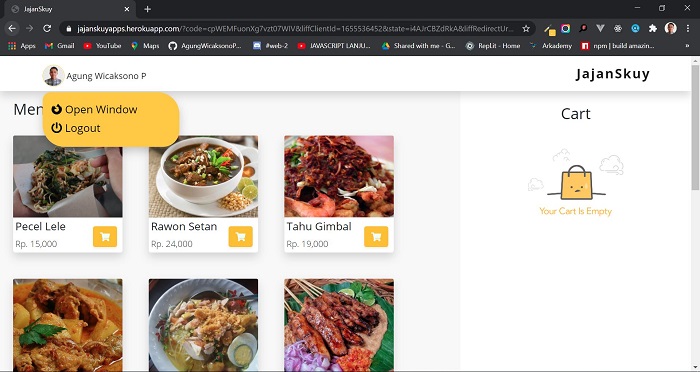 JajanSkuy
jajanskuyapps.herokuapp.com/?code=cpWEMFuonXg7vzt07WIV&liffClientId=1655536452&state=i4AJrCBZdRkA&liffRedirectUr...
Apps
Gmail
YouTube
Maps
AgungWicaksonoP...
#web-2
JAVASCRIPT LANJU...
Shared with me - G...
Repl.it - Home
Arkademy
npm | build amazin...
Agung Wicaksono P
JajanSkuy
Men
Open Window
Logout
Cart
Your Cart Is Empty
Pecel Lele
Rp. 15,000
Rawon Setan
Rp. 24,000
Tahu Gimbal
Rp. 19,000